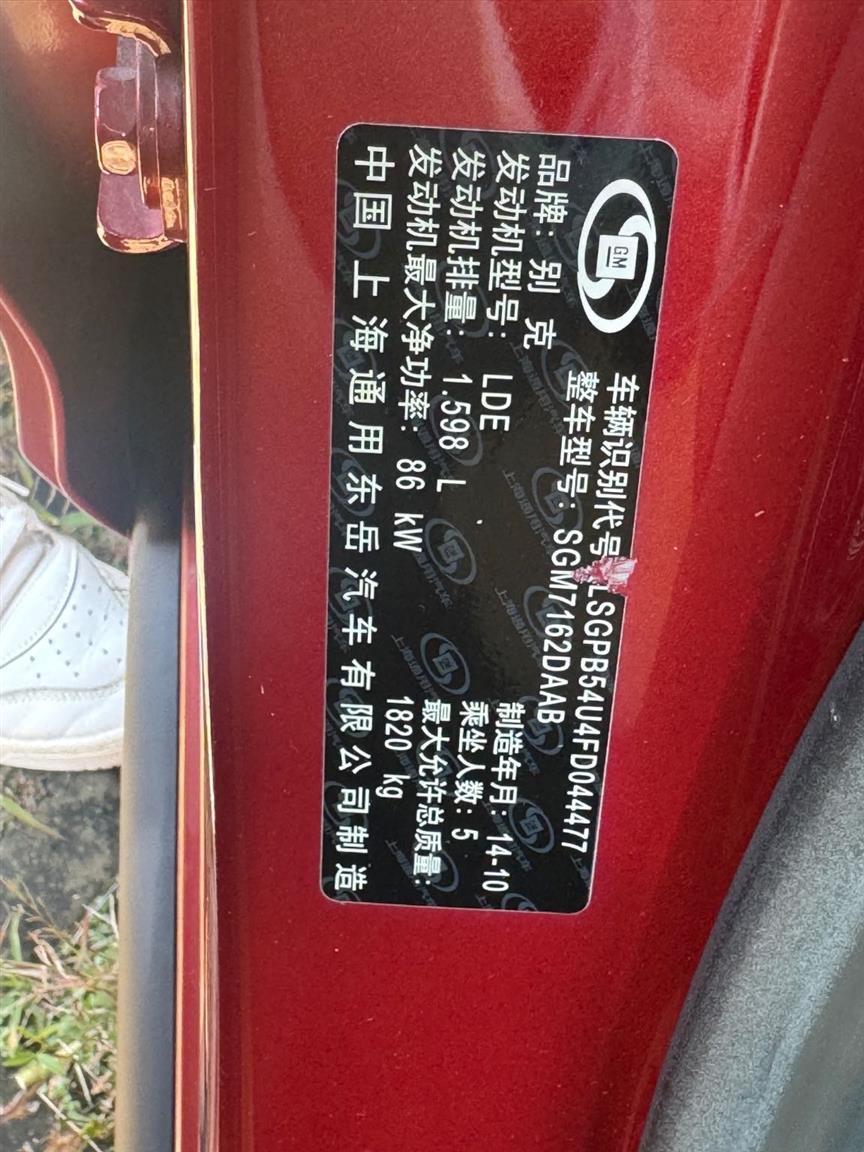 GM
车辆识别代号:LSGPB54U4FD044477
整车型号: SGM7162DAAB
品牌: 别克
制造年月: 14-10
发动机型号: LDE
乘坐人数: 5
发动机排量: 1.598 L
最大允许总质量:
发动机最大净功率: 86 kW
1820 kg
中国上海通用东岳汽车有限公司制造